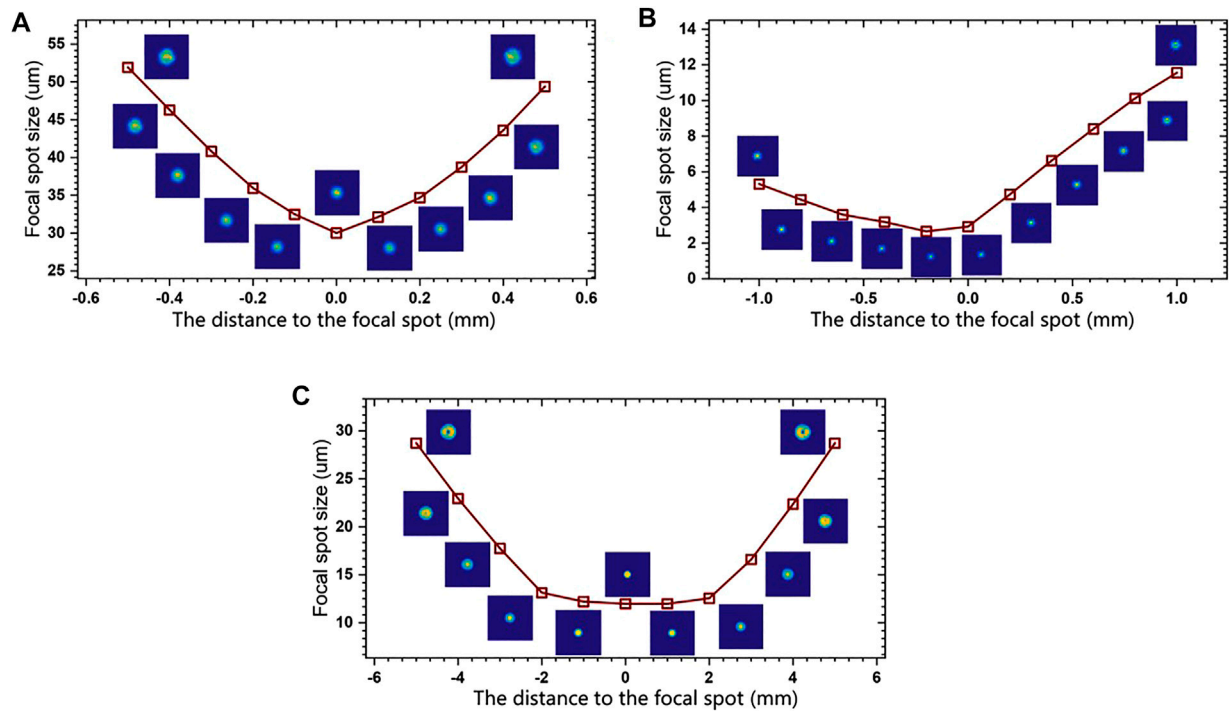 A
Focal spot size (um)
55
50
45
40
35
30
25
-0.6 -0.4 -0.2 0.0 0.2 0.4 0.6
The distance to the focal spot (mm)
B
Focal spot size (um)
14
12
10
8
6
4
2
0
-1.0 -0.5 0.0 0.5 1.0
The distance to the focal spot (mm)
C
Focal spot size (um)
30
25
20
15
10
-6 -4 -2 0 2 4 6
The distance to the focal spot (mm)